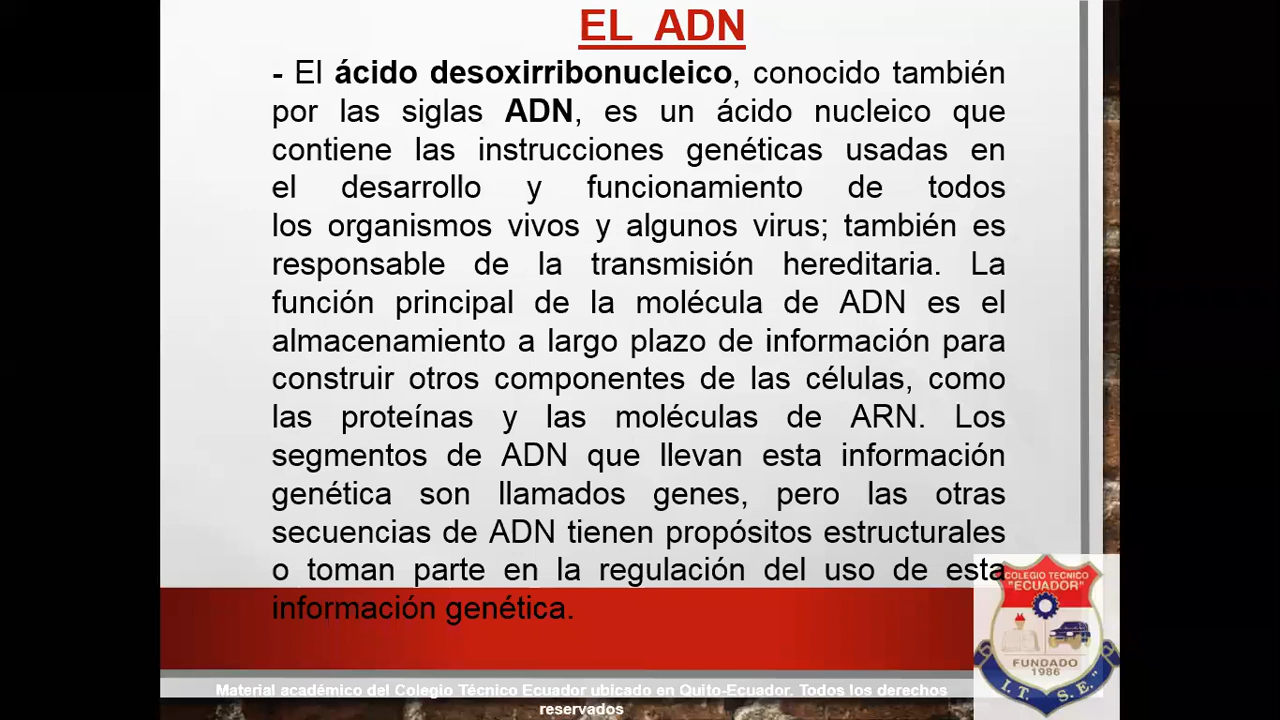 EL ADN
- El ácido desoxirribonucleico, conocido también
por las siglas ADN, es un ácido nucleico que
contiene las instrucciones genéticas usadas en
el desarrollo y funcionamiento de todos
los organismos vivos y algunos virus; también es
responsable de la transmisión hereditaria. La
función principal de la molécula de ADN es el
almacenamiento a largo plazo de información para
construir otros componentes de las células, como
las proteínas y las moléculas de ARN. Los
segmentos de ADN que llevan esta información
genética son llamados genes, pero las otras
secuencias de ADN tienen propósitos estructurales
o toman parte en la regulación del uso de esta
información genética.
COLEGIO TÉCNICO
"ECUADOR"
FUNDADO
1986
I.T. S.E.
Material académico del Colegio Técnico Ecuador ubicado en Quito-Ecuador. Todos los derechos
reservados